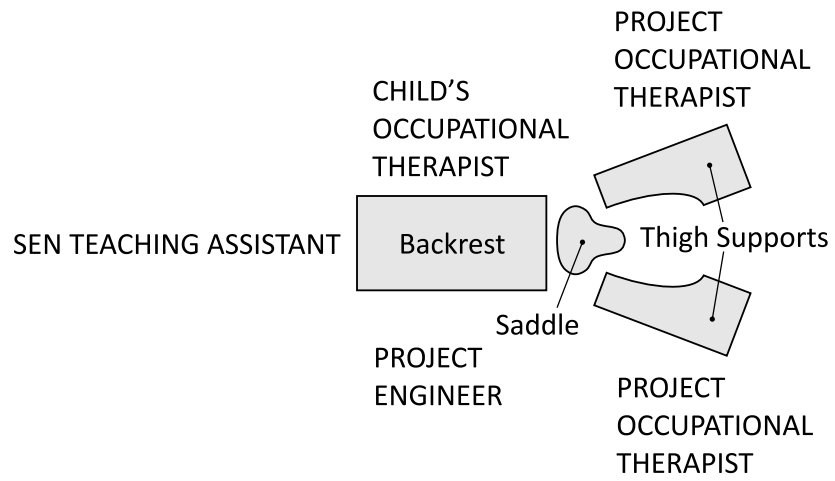 PROJECT
OCCUPATIONAL
THERAPIST
CHILD'S
OCCUPATIONAL
THERAPIST
SEN TEACHING ASSISTANT
Backrest
Thigh Supports
Saddle
PROJECT
ENGINEER
PROJECT
OCCUPATIONAL
THERAPIST